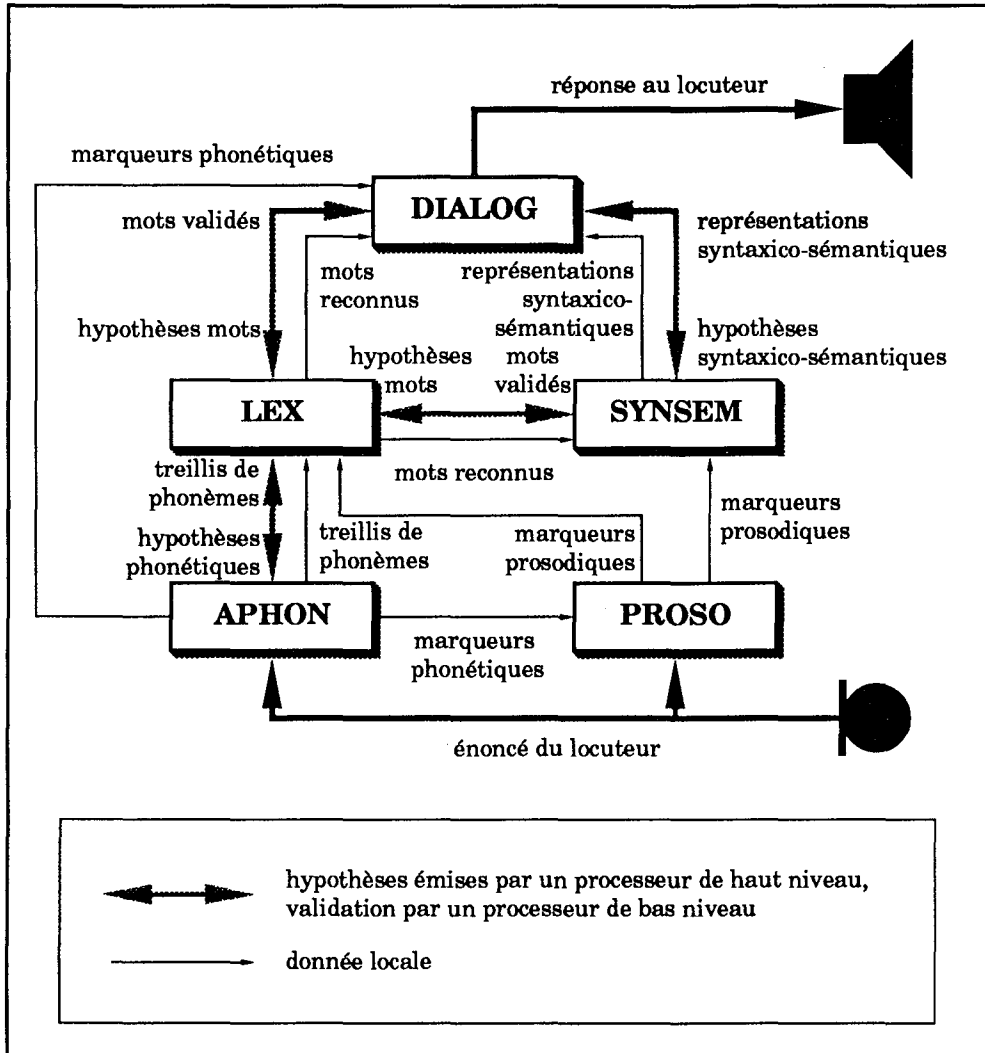 réponse au locuteur
marqueurs phonétiques
DIALOG
mots validés
représentations
syntaxico-sémantiques
mots
reconnus
représentations
syntaxico-
sémantiques
hypothèses mots
hypothèses
syntaxico-sémantiques
hypothèses
mots
mots
validés
LEX
SYNSEM
mots reconnus
treillis de
phonèmes
hypothèses
phonétiques
treillis de
phonèmes
marqueurs
prosodiques
marqueurs
prosodiques
APHON
PROSO
marqueurs
phonétiques
énoncé du locuteur
hypothèses émises par un processeur de haut niveau,
validation par un processeur de bas niveau
donnée locale